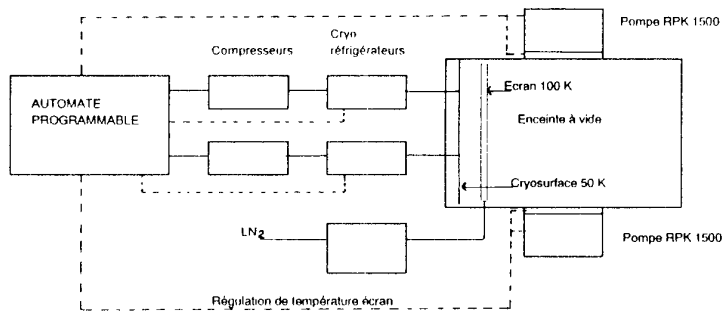 Pompe RPK 1500
Cryo
Compresseurs
réfrigérateurs
AUTOMATE
PROGRAMMABLE
Ecran 100 K
Enceinte à vide
Cryosurface 50 K
LN2
Pompe RPK 1500
Régulation de température écran